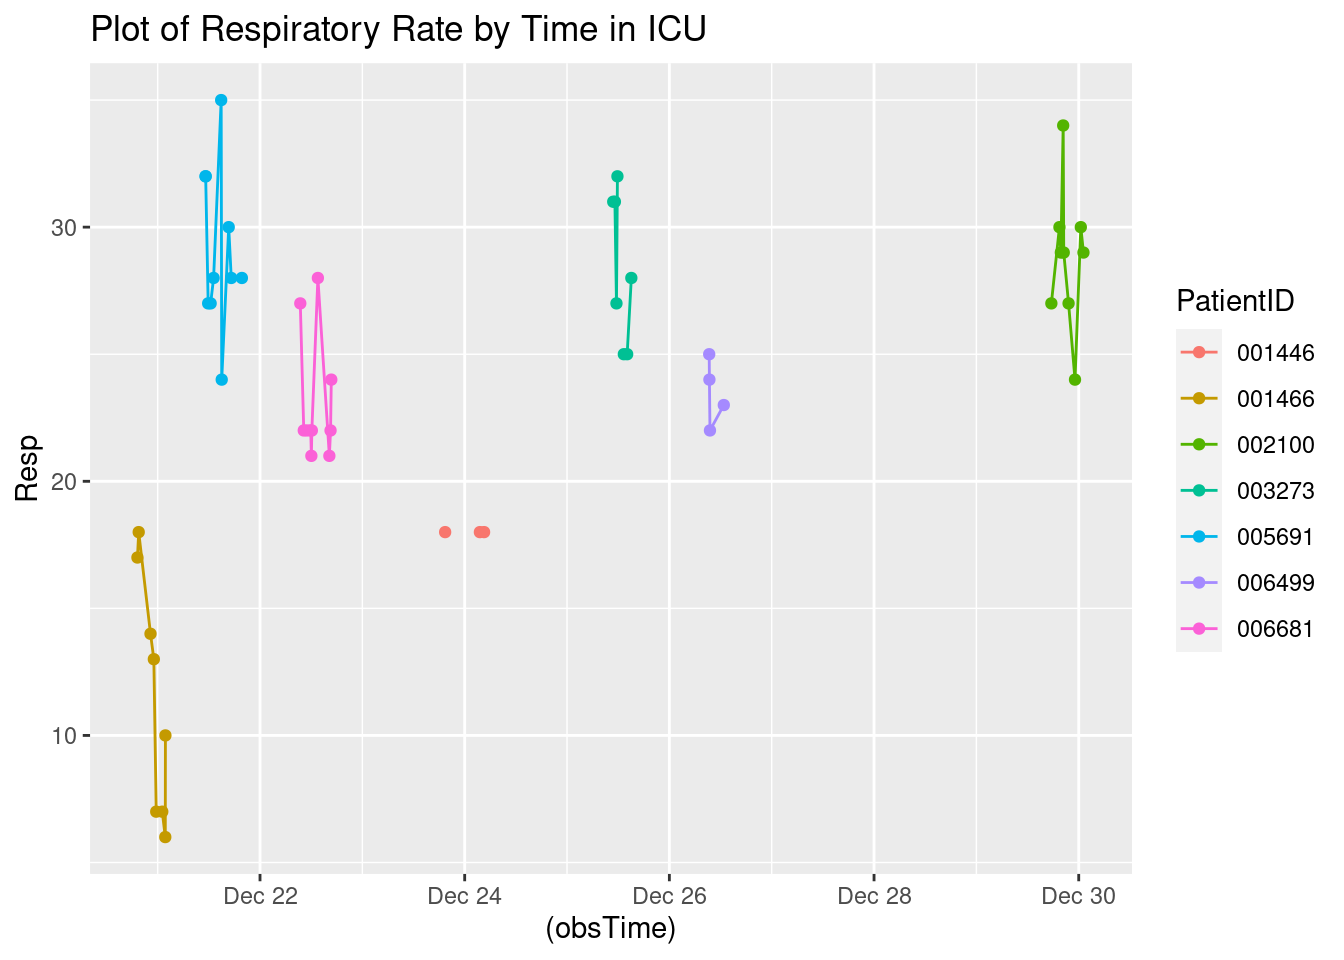 Plot of Respiratory Rate by Time in ICU
Resp
30
20
10
Dec 22
Dec 24
Dec 26
Dec 28
Dec 30
(obsTime)
PatientID
001446
001466
002100
003273
005691
006499
006681